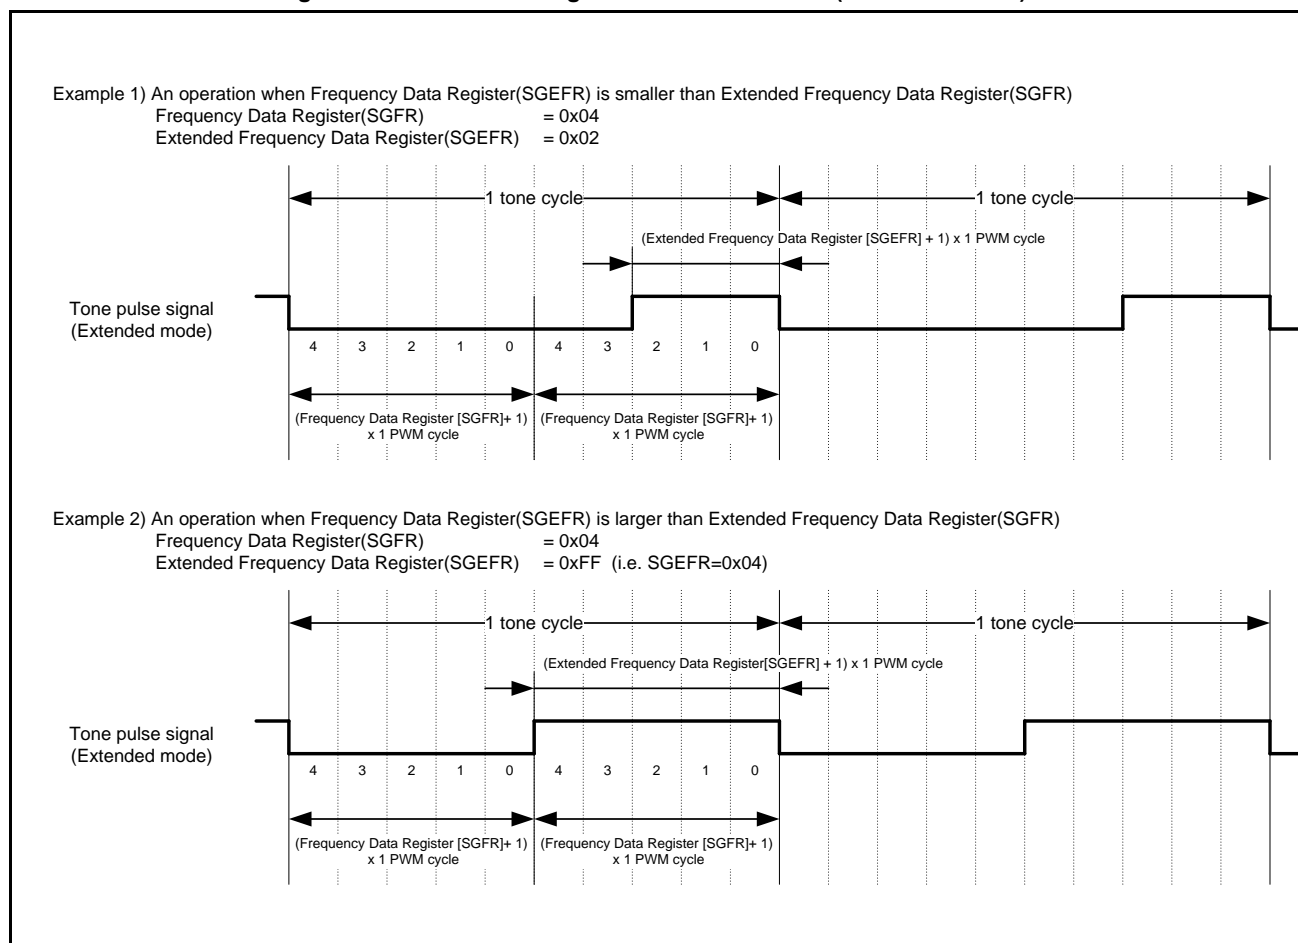 Example 1) An operation when Frequency Data Register(SGEFR) is smaller than Extended Frequency Data Register(SGFR)
Frequency Data Register(SGFR) = 0x04
Extended Frequency Data Register(SGEFR) = 0x02
1 tone cycle 1 tone cycle
(Extended Frequency Data Register [SGEFR] + 1) x 1 PWM cycle
Tone pulse signal
(Extended mode)
4 3 2 1 0 4 3 2 1 0
(Frequency Data Register [SGFR]+ 1) (Frequency Data Register [SGFR]+ 1)
x 1 PWM cycle x 1 PWM cycle
Example 2) An operation when Frequency Data Register(SGEFR) is larger than Extended Frequency Data Register(SGFR)
Frequency Data Register(SGFR) = 0x04
Extended Frequency Data Register(SGEFR) = 0xFF (i.e. SGEFR=0x04)
1 tone cycle 1 tone cycle
(Extended Frequency Data Register[SGEFR] + 1) x 1 PWM cycle
Tone pulse signal
(Extended mode)
4 3 2 1 0 4 3 2 1 0
(Frequency Data Register [SGFR]+ 1) (Frequency Data Register [SGFR]+ 1)
x 1 PWM cycle x 1 PWM cycle